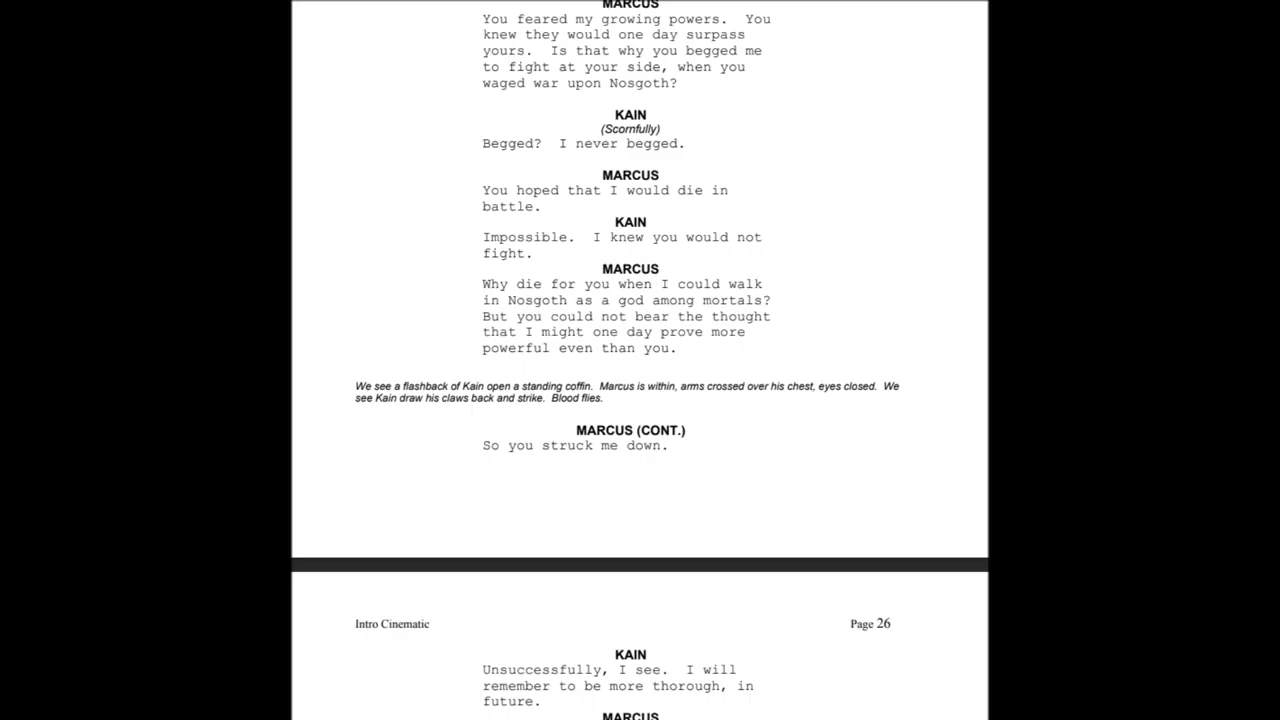 MARCUS
You feared my growing powers.  You
knew they would one day surpass
yours.  Is that why you begged me
to fight at your side, when you
waged war upon Nosgoth?
KAIN
(Scornfully)
Begged?  I never begged.
MARCUS
You hoped that I would die in
battle.
KAIN
Impossible.  I knew you would not
fight.
MARCUS
Why die for you when I could walk
in Nosgoth as a god among mortals?
But you could not bear the thought
that I might one day prove more
powerful even than you.
We see a flashback of Kain open a standing coffin.  Marcus is within, arms crossed over his chest, eyes closed.  We
see Kain draw his claws back and strike.  Blood flies.
MARCUS (CONT.)
So you struck me down.
Intro Cinematic Page 26
KAIN
Unsuccessfully, I see.  I will
remember to be more thorough, in
future.
MARCUS